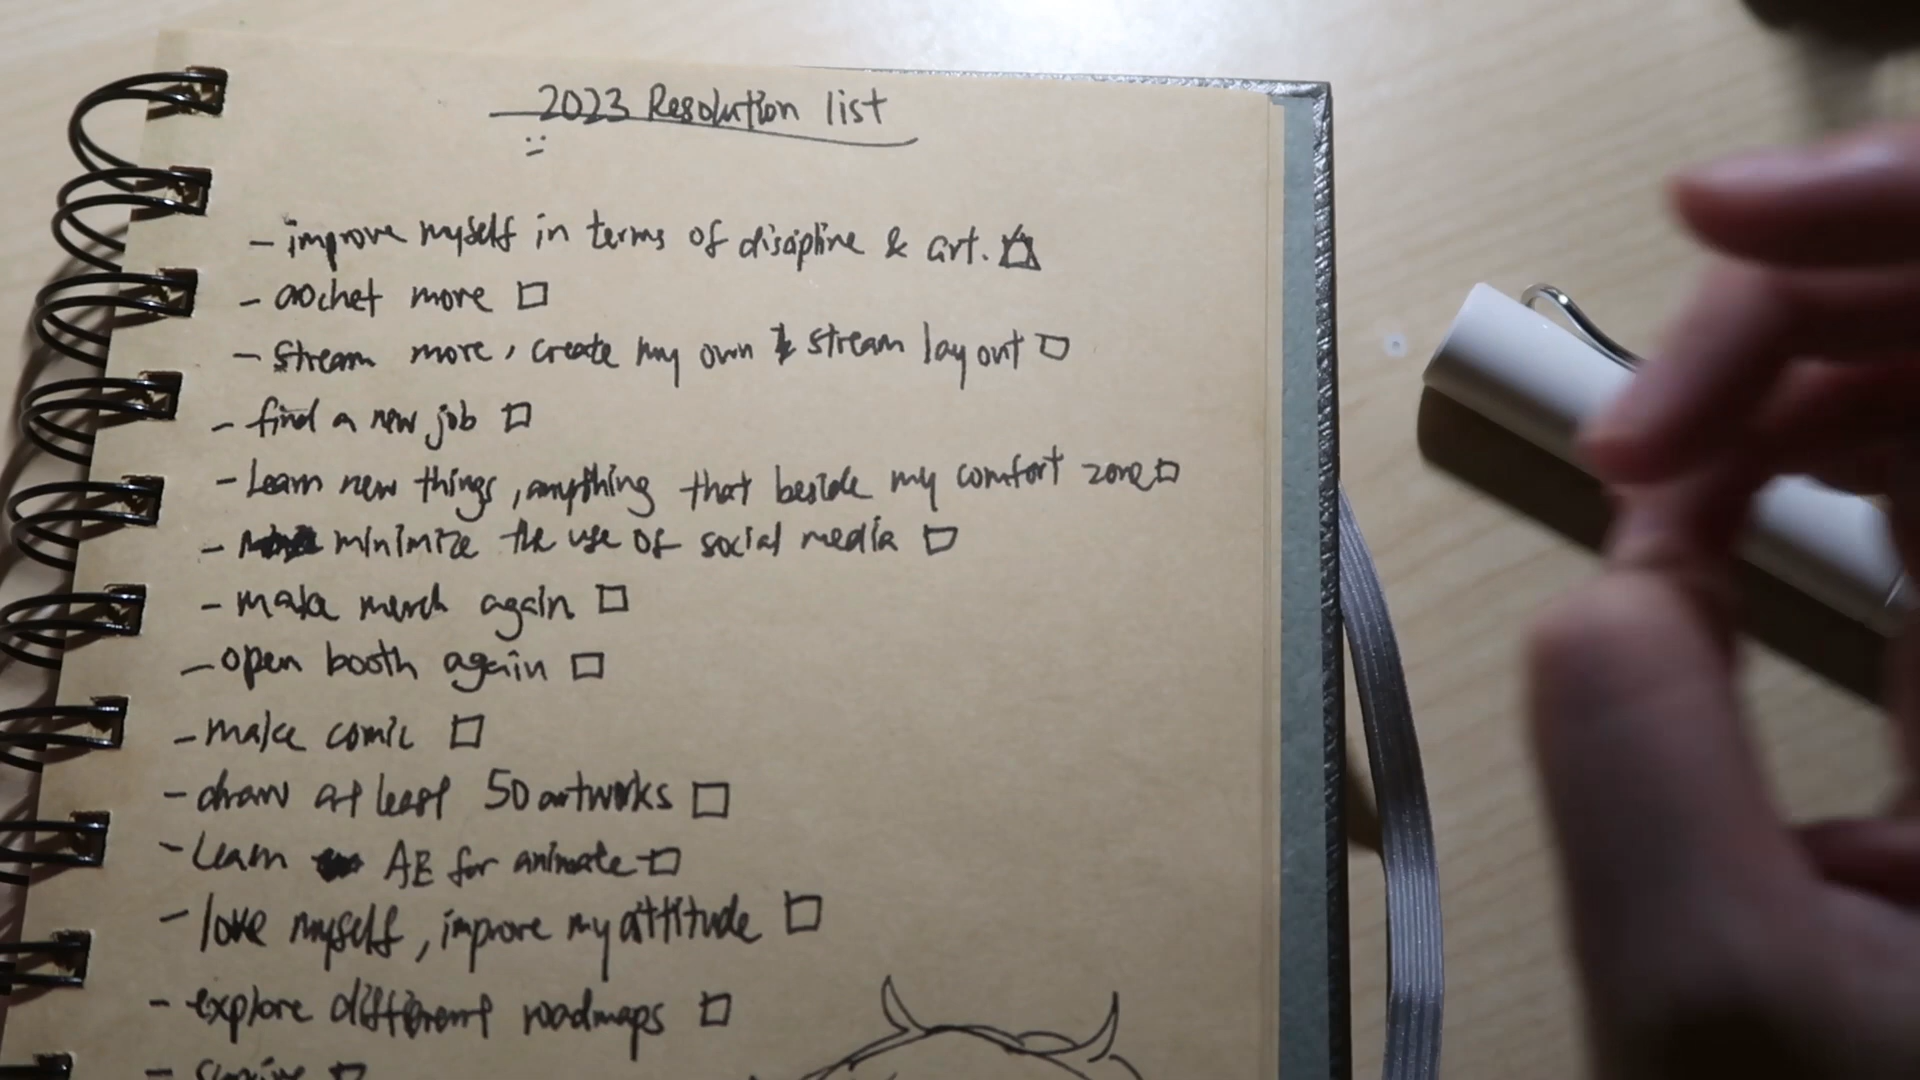 2023 Resolution list
- improve myself in terms of discipline & art.
- crochet more
- stream more, create my own stream layout
- find a new job
- Learn new things, anything that beside my comfort zone
- minimize the use of social media
- make merch again
- open booth again
- make comic
- draw at least 50 artworks
- Learn AE for animate
- love myself, improve my attitude
- explore different roadmaps